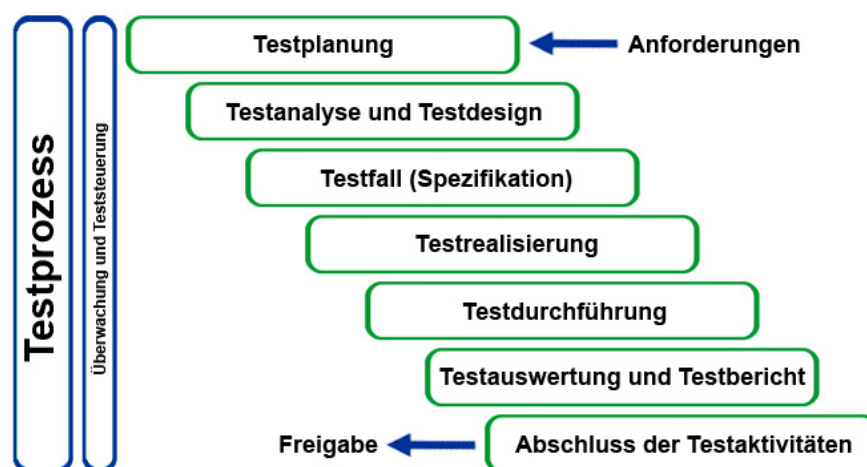 Testprozess
Überwachung und Teststeuerung
Testplanung
Anforderungen
Testanalyse und Testdesign
Testfall (Spezifikation)
Testrealisierung
Testdurchführung
Testauswertung und Testbericht
Freigabe
Abschluss der Testaktivitäten